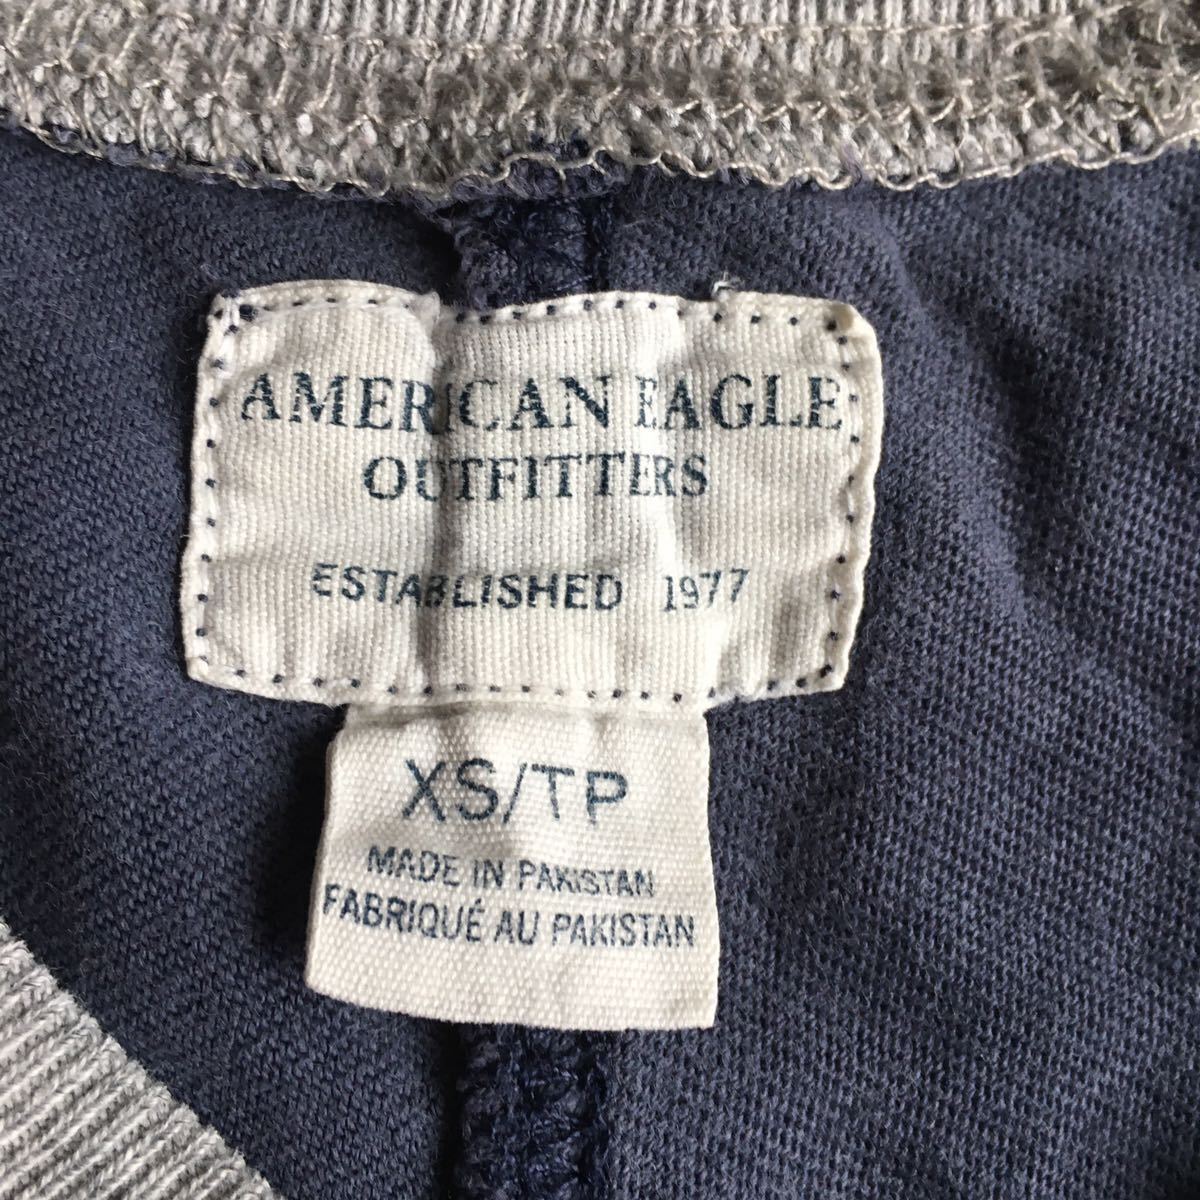 AMERICAN EAGLE
OUTFITTERS
ESTABLISHED 1977
XS/TP
MADE IN PAKISTAN
FABRIQUÉ AU PAKISTAN